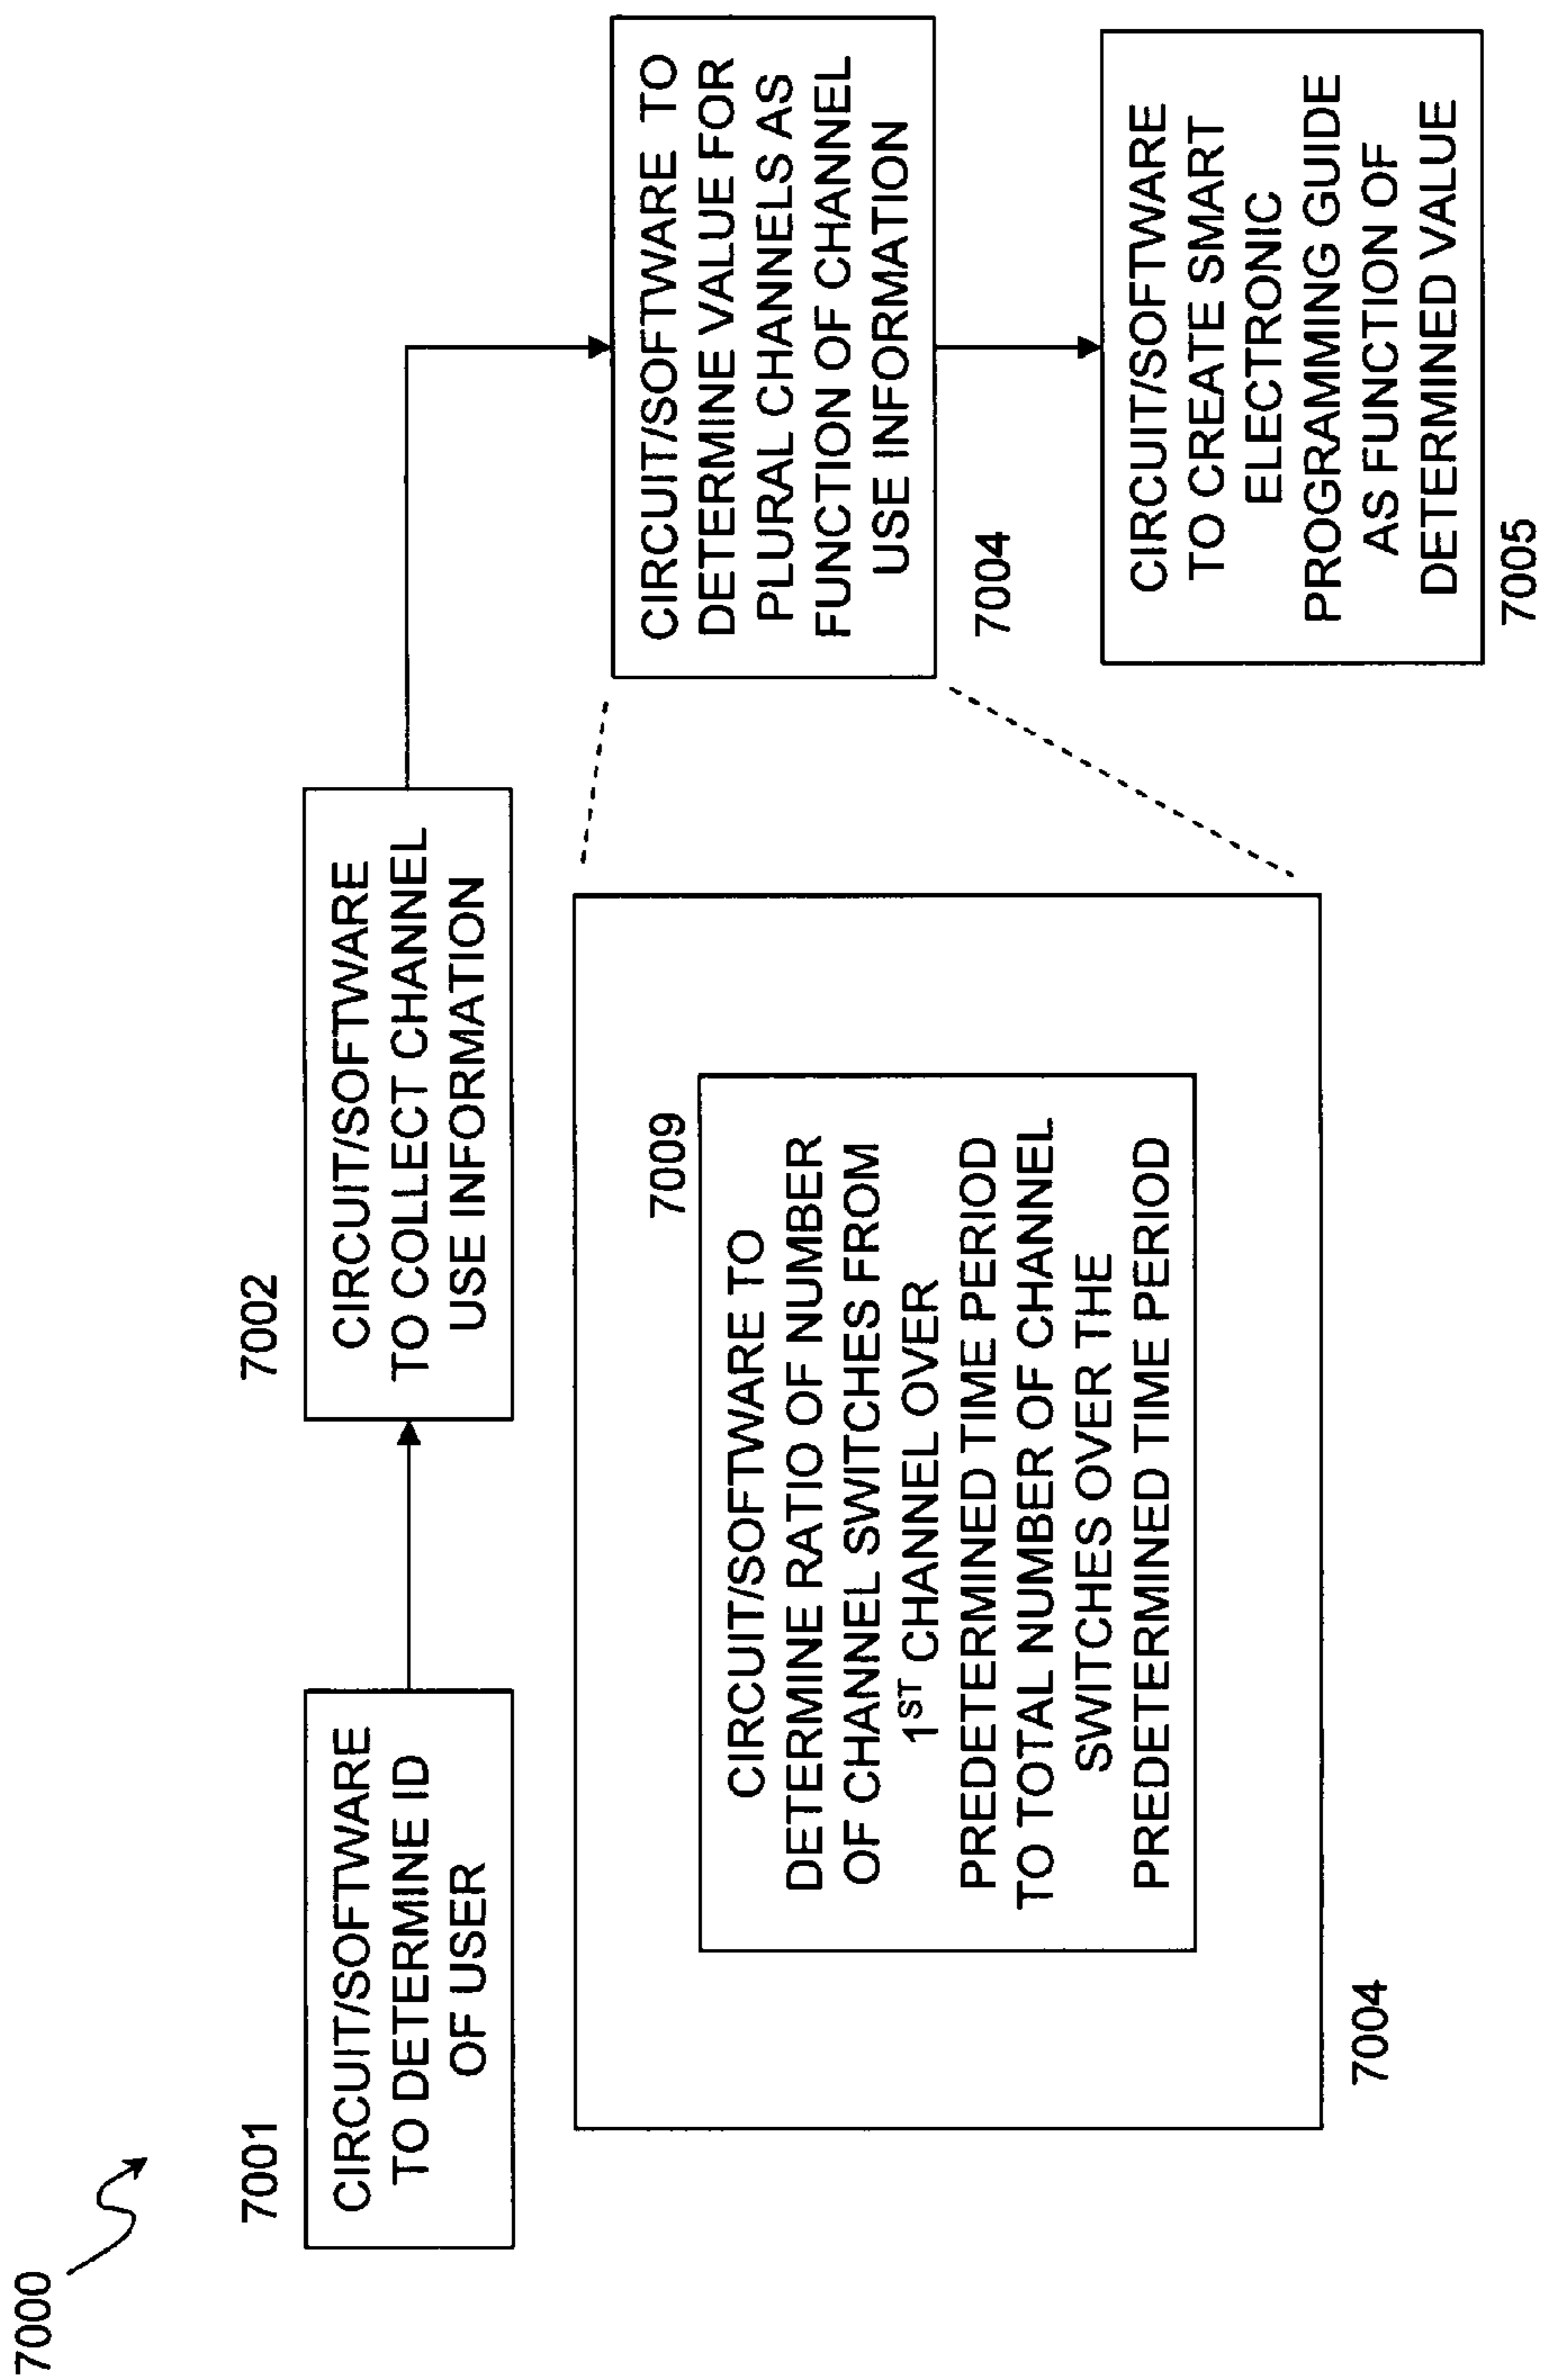 7000
7001
CIRCUIT/SOFTWARE
TO DETERMINE ID
OF USER
7002
CIRCUIT/SOFTWARE
TO COLLECT CHANNEL
USE INFORMATION
CIRCUIT/SOFTWARE TO
DETERMINE VALUE FOR
PLURAL CHANNELS AS
FUNCTION OF CHANNEL
USE INFORMATION
7004
7009
CIRCUIT/SOFTWARE TO
DETERMINE RATIO OF NUMBER
OF CHANNEL SWITCHES FROM
1ST CHANNEL OVER
PREDETERMINED TIME PERIOD
TO TOTAL NUMBER OF CHANNEL
SWITCHES OVER THE
PREDETERMINED TIME PERIOD
7004
CIRCUIT/SOFTWARE
TO CREATE SMART
ELECTRONIC
PROGRAMMING GUIDE
AS FUNCTION OF
DETERMINED VALUE
7005